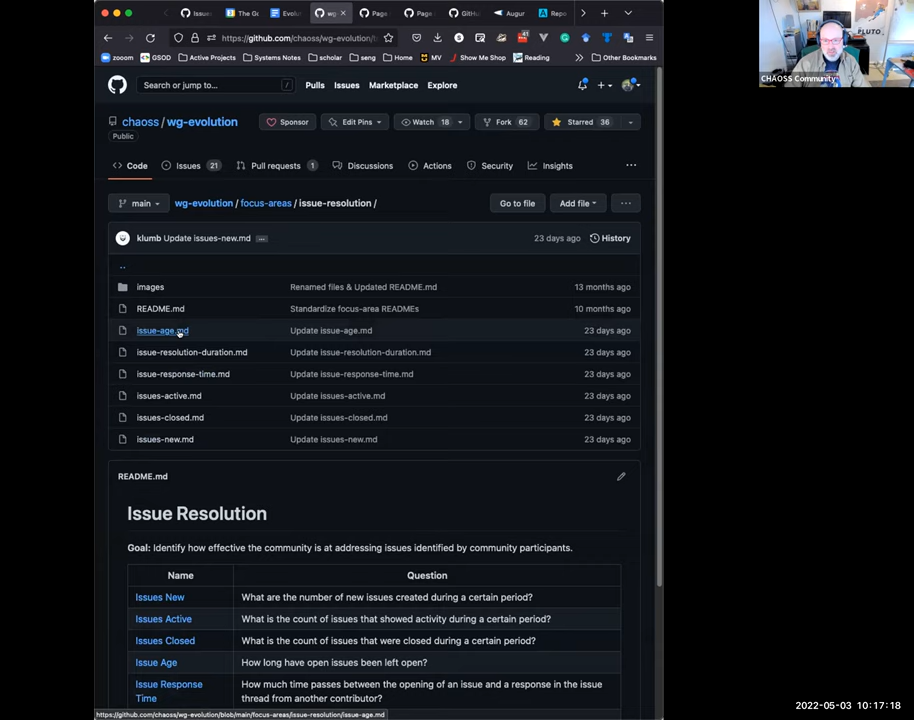 Issues
The G
Evolu
wg
Page
Page
GitHu
Augur
Repo
https://github.com/chaoss/wg-evolution/t
41
zooom
GSOD
Active Projects
Systems Notes
scholar
seng
Home
MV
Show Me Shop
Reading
Other Bookmarks
Search or jump to...
/
Pulls
Issues
Marketplace
Explore
chaoss / wg-evolution
Sponsor
Edit Pins
Watch 18
Fork 62
Starred 36
Public
Code
Issues 21
Pull requests 1
Discussions
Actions
Security
Insights
main
wg-evolution / focus-areas / issue-resolution /
Go to file
Add file
klumb Update issues-new.md
23 days ago
History
..
images
Renamed files & Updated README.md
13 months ago
README.md
Standardize focus-area READMEs
10 months ago
issue-age.md
Update issue-age.md
23 days ago
issue-resolution-duration.md
Update issue-resolution-duration.md
23 days ago
issue-response-time.md
Update issue-response-time.md
23 days ago
issues-active.md
Update issues-active.md
23 days ago
issues-closed.md
Update issues-closed.md
23 days ago
issues-new.md
Update issues-new.md
23 days ago
README.md
Issue Resolution
Goal: Identify how effective the community is at addressing issues identified by community participants.
Name
Question
Issues New
What are the number of new issues created during a certain period?
Issues Active
What is the count of issues that showed activity during a certain period?
Issues Closed
What is the count of issues that were closed during a certain period?
Issue Age
How long have open issues been left open?
Issue Response
Time
How much time passes between the opening of an issue and a response in the issue
thread from another contributor?
https://github.com/chaoss/wg-evolution/blob/main/focus-areas/issue-resolution/issue-age.md
PLUTO
CHAOSS Community
2022-05-03 10:17:18